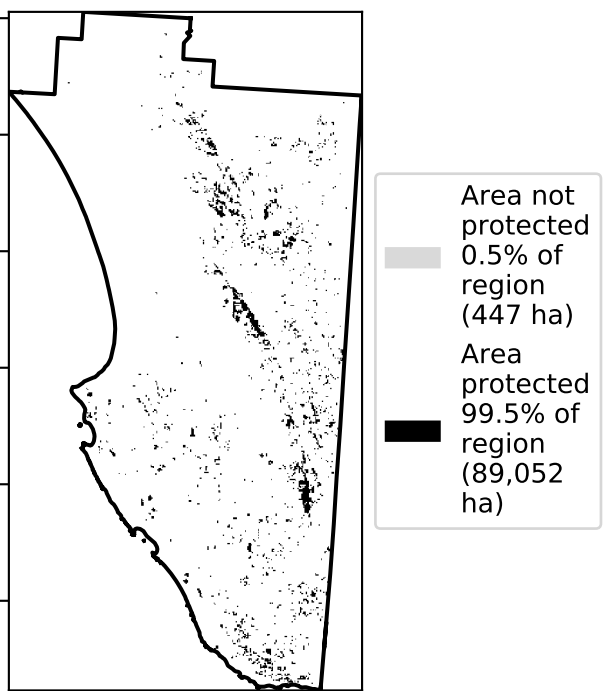 Area not
protected
0.5% of
region
(447 ha)
Area
protected
99.5% of
region
(89,052
ha)